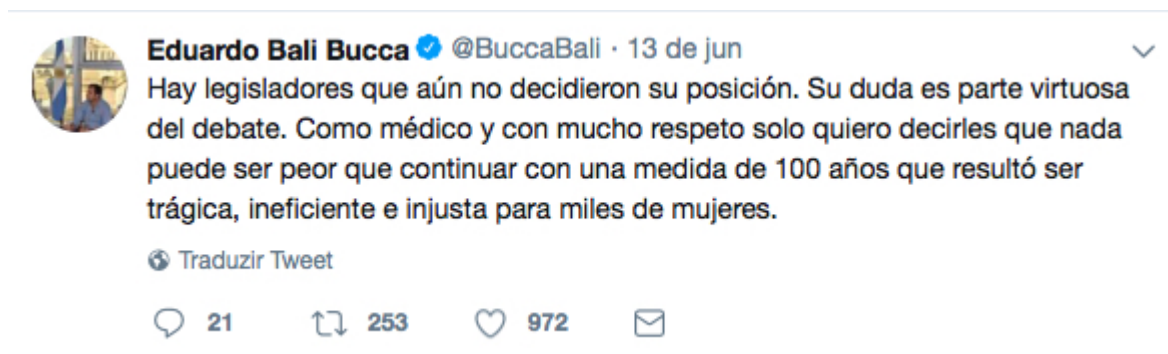 Eduardo Bali Bucca @BuccaBali · 13 de jun
Hay legisladores que aún no decidieron su posición. Su duda es parte virtuosa
del debate. Como médico y con mucho respeto solo quiero decirles que nada
puede ser peor que continuar con una medida de 100 años que resultó ser
trágica, ineficiente e injusta para miles de mujeres.
Traduzir Tweet
21 253 972